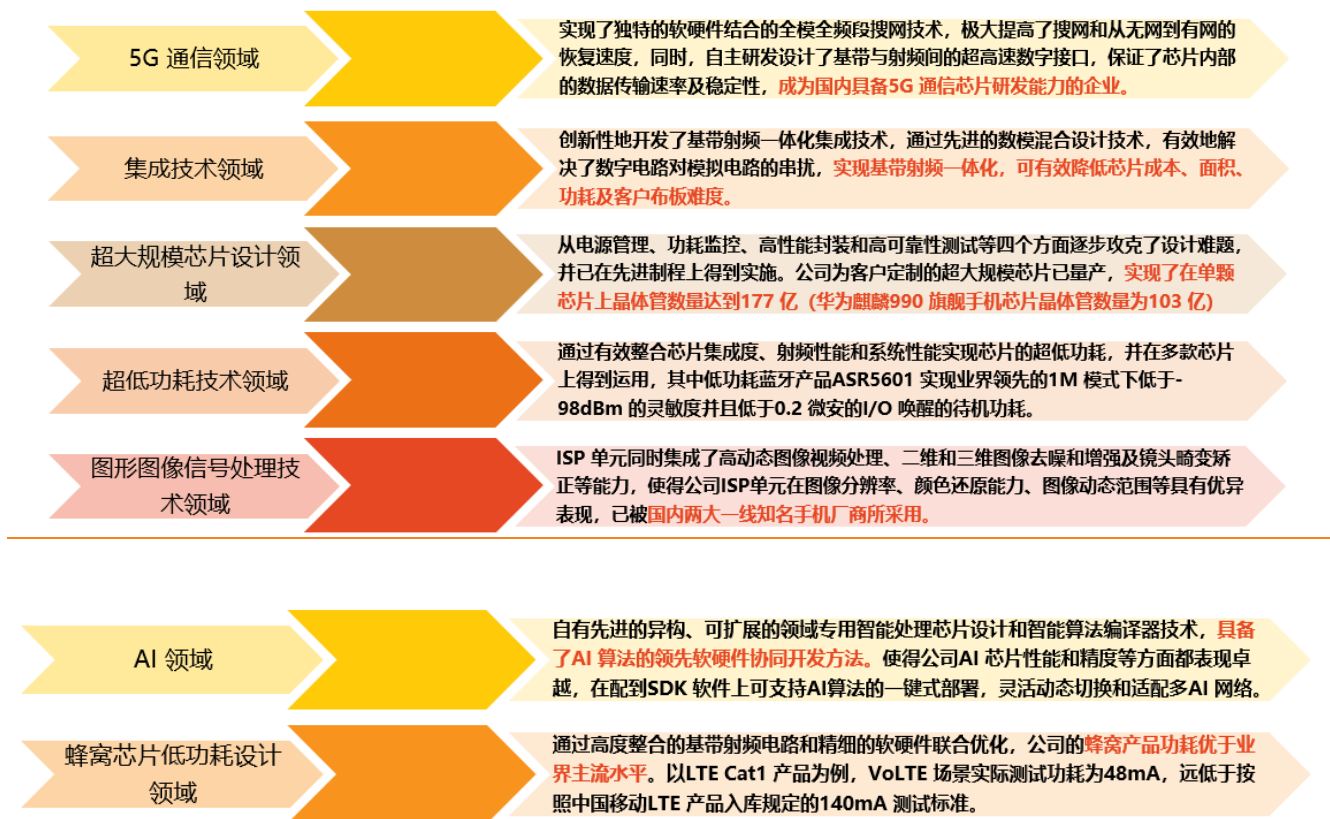 5G 通信领域
实现了独特的软硬件结合的全模全频段搜网技术，极大提高了搜网和从无网到有网的
恢复速度，同时，自主研发设计了基带与射频间的超高速数字接口，保证了芯片内部
的数据传输速率及稳定性，成为国内具备5G 通信芯片研发能力的企业。
集成技术领域
创新性地开发了基带射频一体化集成技术，通过先进的数模混合设计技术，有效地解
决了数字电路对模拟电路的串扰，实现基带射频一体化，可有效降低芯片成本、面积、
功耗及客户布板难度。
超大规模芯片设计领
域
从电源管理、功耗监控、高性能封装和高可靠性测试等四个方面逐步攻克了设计难题，
并已在先进制程上得到实施。公司为客户定制的超大规模芯片已量产，实现了在单颗
芯片上晶体管数量达到177 亿（华为麒麟990 旗舰手机芯片晶体管数量为103 亿）
超低功耗技术领域
通过有效整合芯片集成度、射频性能和系统性能实现芯片的超低功耗，并在多款芯片
上得到运用，其中低功耗蓝牙产品ASR5601 实现业界领先的1M 模式下低于-
98dBm 的灵敏度并且低于0.2 微安的I/O 唤醒的待机功耗。
图形图像信号处理技
术领域
ISP 单元同时集成了高动态图像视频处理、二维和三维图像去噪和增强及镜头畸变矫
正等能力，使得公司ISP单元在图像分辨率、颜色还原能力、图像动态范围等具有优异
表现，已被国内两大一线知名手机厂商所采用。
AI 领域
自有先进的异构、可扩展的领域专用智能处理芯片设计和智能算法编译器技术，具备
了AI 算法的领先软硬件协同开发方法。使得公司AI 芯片性能和精度等方面都表现卓
越，在配到SDK 软件上可支持AI算法的一键式部署，灵活动态切换和适配多AI 网络。
蜂窝芯片低功耗设计
领域
通过高度整合的基带射频电路和精细的软硬件联合优化，公司的蜂窝产品功耗优于业
界主流水平。以LTE Cat1 产品为例，VoLTE 场景实际测试功耗为48mA，远低于按
照中国移动LTE 产品入库规定的140mA 测试标准。